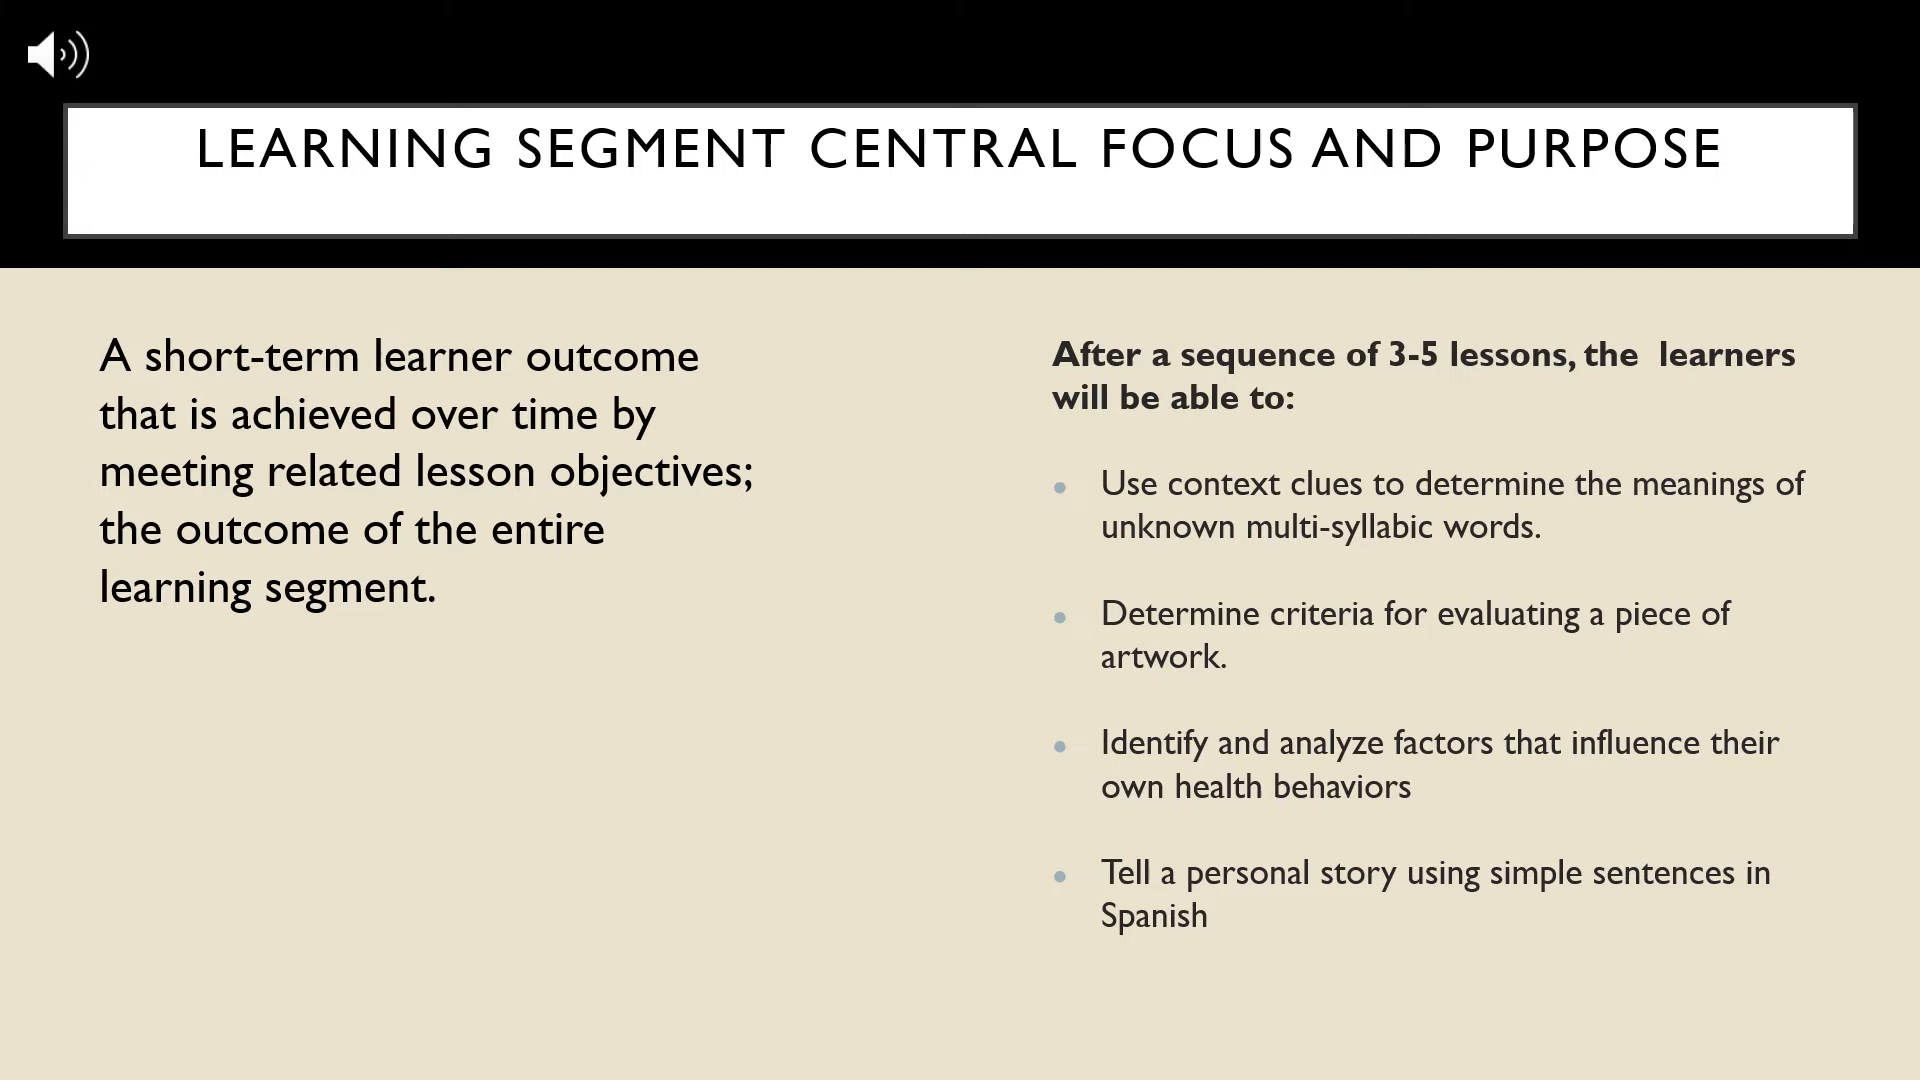 LEARNING SEGMENT CENTRAL FOCUS AND PURPOSE
A short-term learner outcome
that is achieved over time by
meeting related lesson objectives;
the outcome of the entire
learning segment.
After a sequence of 3-5 lessons, the  learners
will be able to:
• Use context clues to determine the meanings of
unknown multi-syllabic words.
• Determine criteria for evaluating a piece of
artwork.
• Identify and analyze factors that influence their
own health behaviors
• Tell a personal story using simple sentences in
Spanish